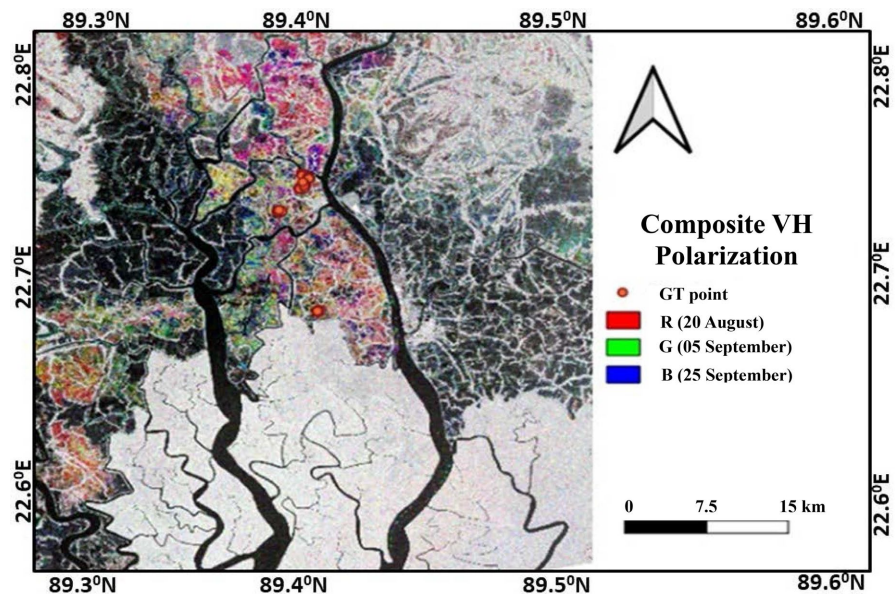 89.3⁰N 89.4⁰N 89.5⁰N 89.6⁰N
22.8⁰E 22.8⁰E
22.7⁰E 22.7⁰E
22.6⁰E 22.6⁰E
Composite VH
Polarization
GT point
R (20 August)
G (05 September)
B (25 September)
0 7.5 15 km
89.3⁰N 89.4⁰N 89.5⁰N 89.6⁰N